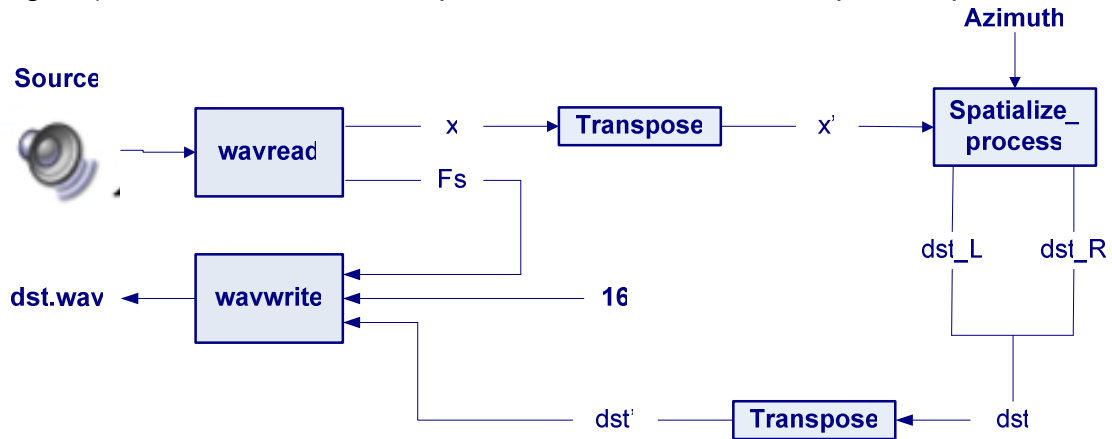 Azimuth
Source
wavread
x
Transpose
x'
Spatialize_
process
Fs
dst_L
dst_R
dst.wav
wavwrite
16
dst'
Transpose
dst